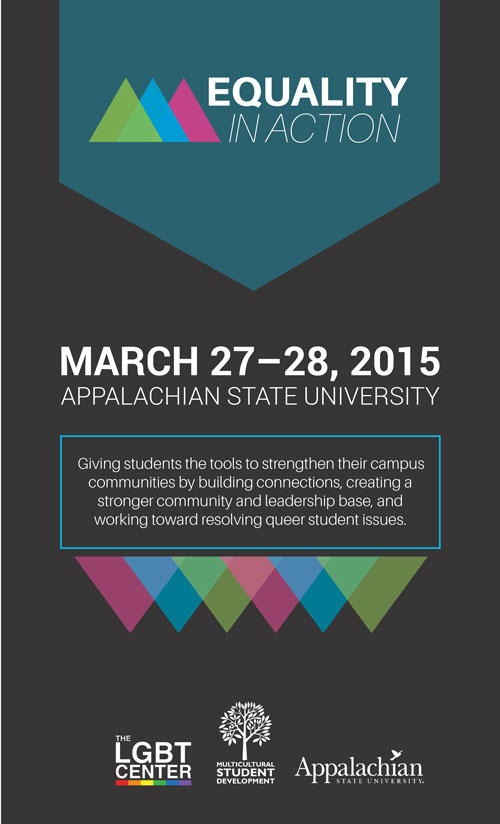 EQUALITY
IN ACTION
MARCH 27–28, 2015
APPALACHIAN STATE UNIVERSITY
Giving students the tools to strengthen their campus
communities by building connections, creating a
stronger community and leadership base, and
working toward resolving queer student issues.
THE
LGBT
CENTER
MULTICULTURAL
STUDENT
DEVELOPMENT
Appalachian
STATE UNIVERSITY.